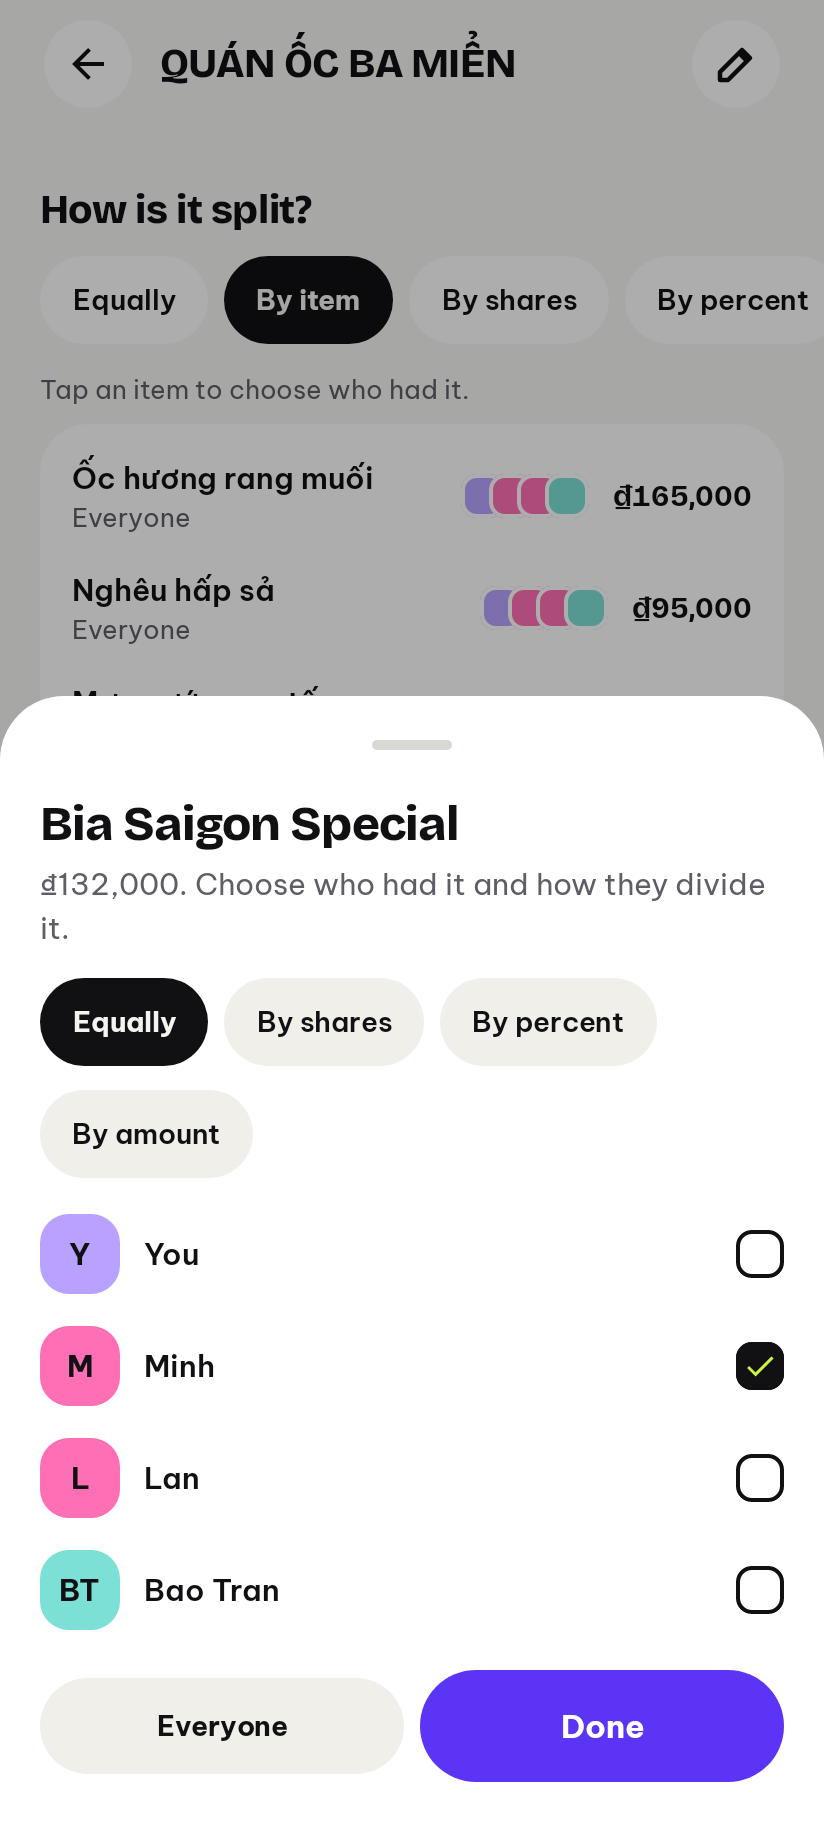 QUÁN ỐC BA MIỀN
How is it split?
Equally
By item
By shares
By percent
Tap an item to choose who had it.
Ốc hương rang muối
Everyone
₫165,000
Nghêu hấp sả
Everyone
₫95,000
Bia Saigon Special
₫132,000. Choose who had it and how they divide
it.
Equally
By shares
By percent
By amount
Y
You
M
Minh
L
Lan
BT
Bao Tran
Everyone
Done